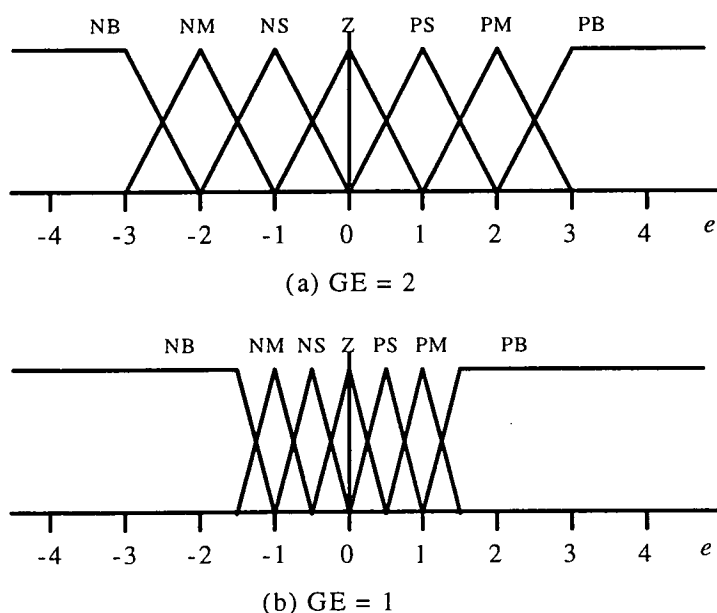 NB NM NS Z PS PM PB
-4 -3 -2 -1 0 1 2 3 4 e
(a) GE = 2
NB NM NS Z PS PM PB
-4 -3 -2 -1 0 1 2 3 4 e
(b) GE = 1